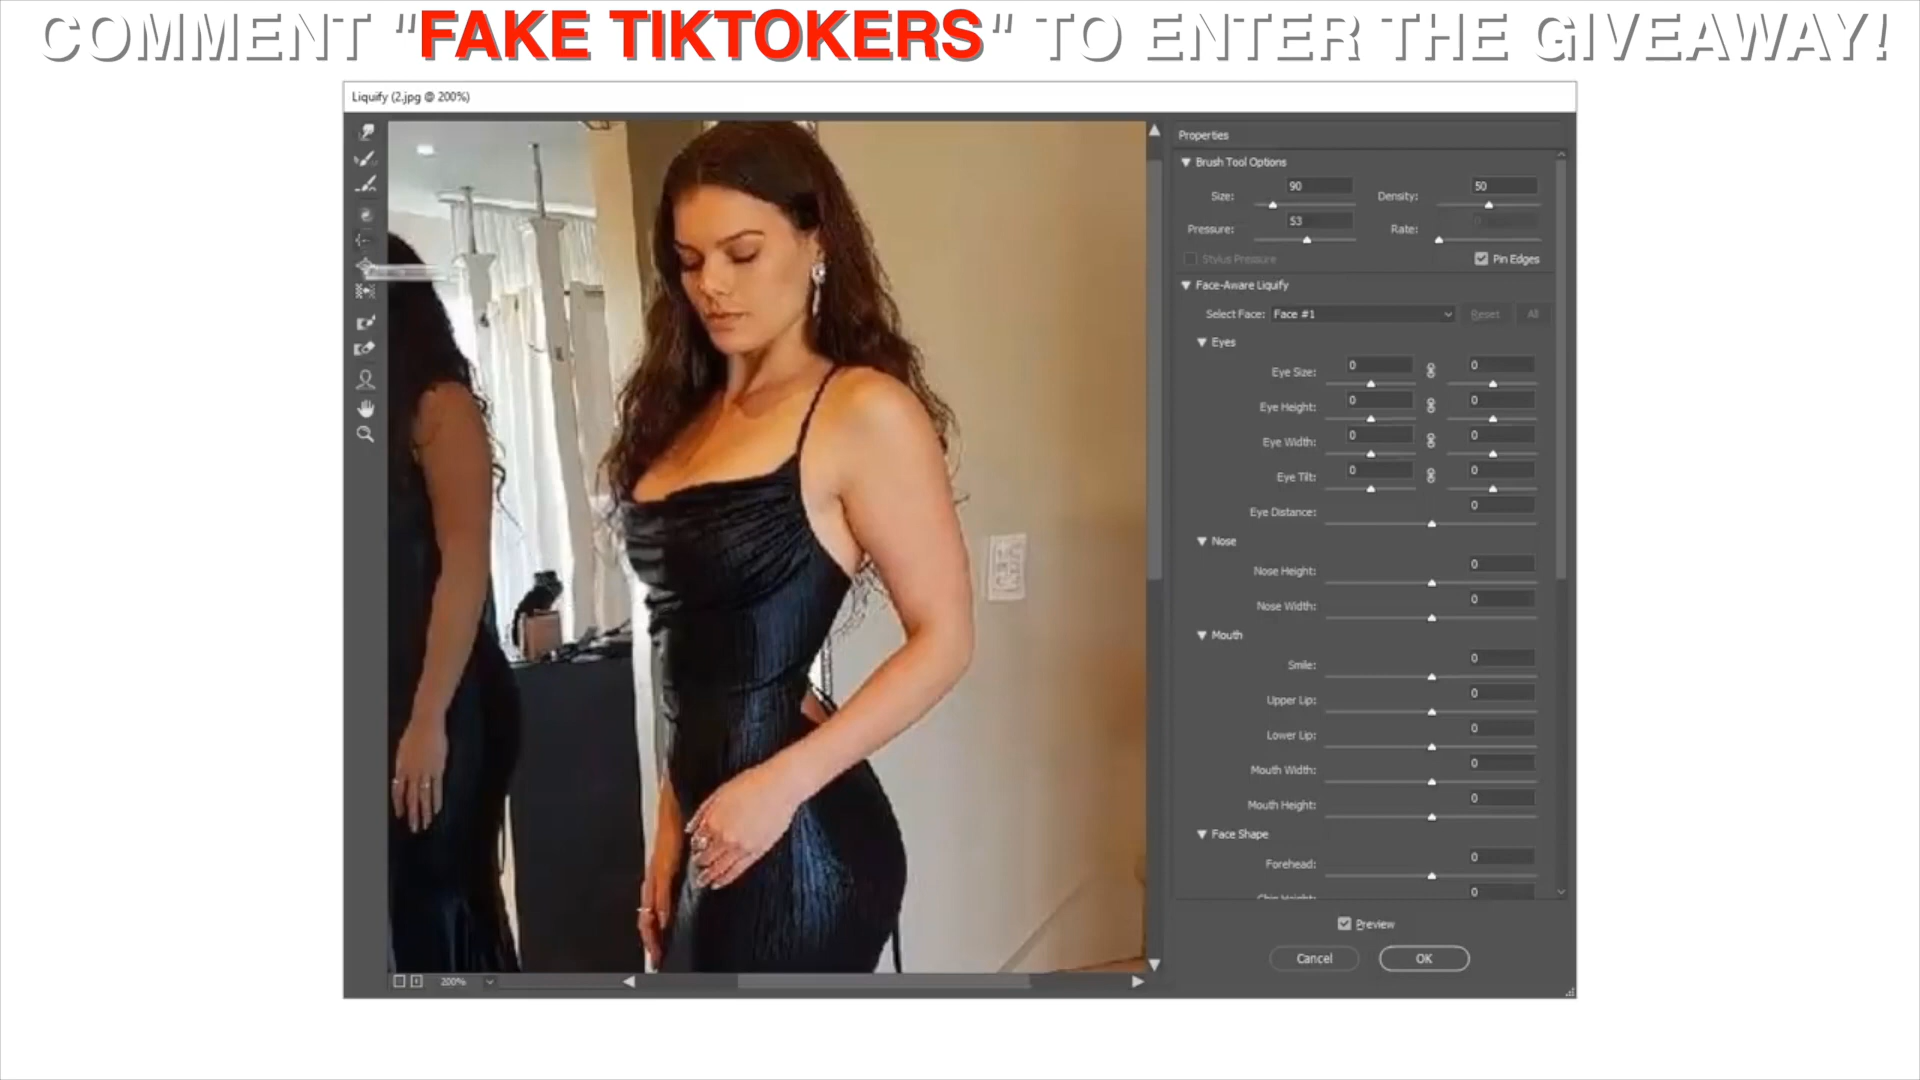 COMMENT "FAKE TIKTOKERS" TO ENTER THE GIVEAWAY!
Liquify (2.jpg @ 200%)
Properties
Brush Tool Options
Size: 90 Density: 50
Pressure: 53 Rate: 0
Stylus Pressure Pin Edges
Face-Aware Liquify
Select Face: Face #1 Reset All
Eyes
Eye Size: 0 0
Eye Height: 0 0
Eye Width: 0 0
Eye Tilt: 0 0
Eye Distance: 0
Nose
Nose Height: 0
Nose Width: 0
Mouth
Smile: 0
Upper Lip: 0
Lower Lip: 0
Mouth Width: 0
Mouth Height: 0
Face Shape
Forehead: 0
Chin Height: 0
Preview
Cancel OK
200%